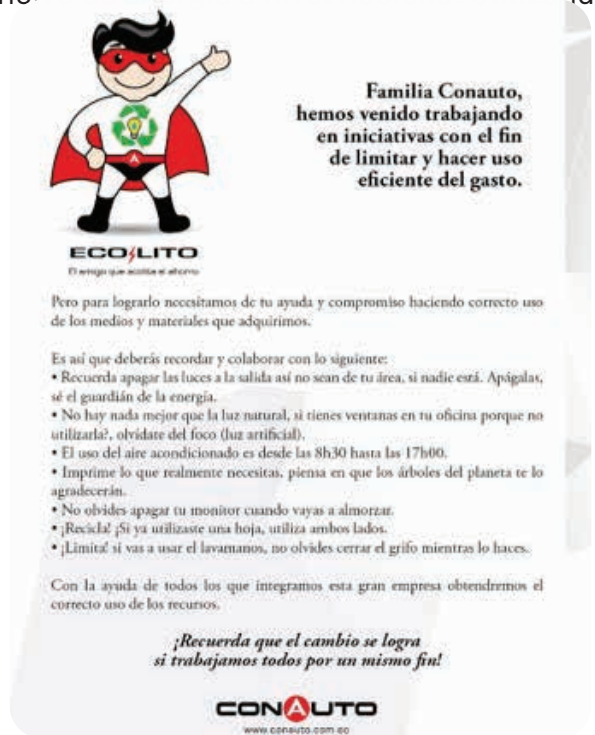 Familia Conauto,
hemos venido trabajando
en iniciativas con el fin
de limitar y hacer uso
eficiente del gasto.
A
ECOLITO
El amigo que acolita el ahorro
Pero para lograrlo necesitamos de tu ayuda y compromiso haciendo correcto uso
de los medios y materiales que adquirimos.
Es así que deberás recordar y colaborar con lo siguiente:
• Recuerda apagar las luces a la salida así no sean de tu área, si nadie está. Apágalas,
sé el guardián de la energía.
• No hay nada mejor que la luz natural, si tienes ventanas en tu oficina porque no
utilizarla?, olvídate del foco (luz artificial).
• El uso del aire acondicionado es desde las 8h30 hasta las 17h00.
• Imprime lo que realmente necesitas, piensa en que los árboles del planeta te lo
agradecerán.
• No olvides apagar tu monitor cuando vayas a almorzar.
• ¡Recicla! ¡Si ya utilizaste una hoja, utiliza ambos lados.
• ¡Limita! si vas a usar el lavamanos, no olvides cerrar el grifo mientras lo haces.
Con la ayuda de todos los que integramos esta gran empresa obtendremos el
correcto uso de los recursos.
¡Recuerda que el cambio se logra
si trabajamos todos por un mismo fin!
CONAUTO
www.conauto.com.ec